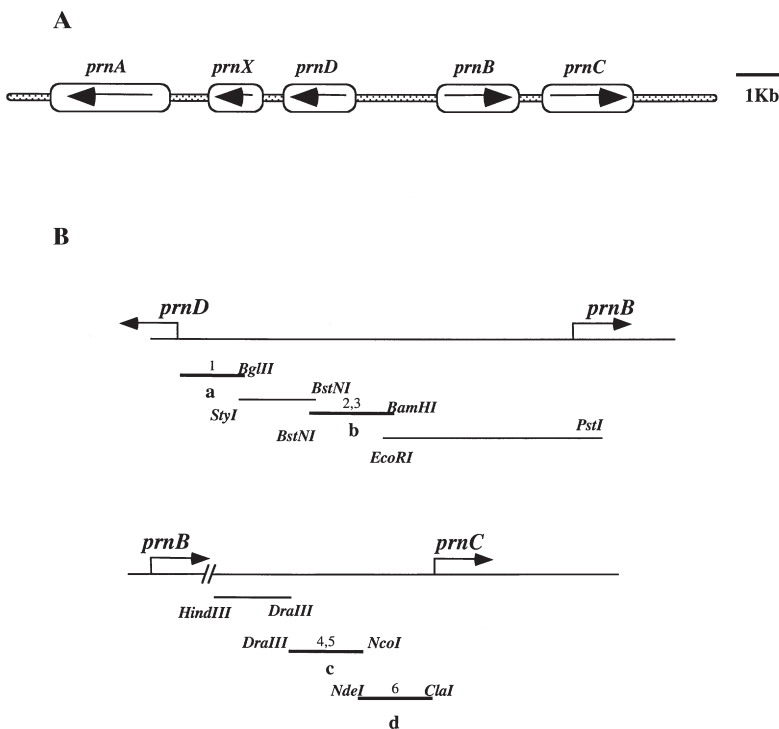 A
prnA prnX prnD prnB prnC
1Kb
B
prnD prnB
1 BglII
a BstNI
StyI 2,3 BamHI
BstNI b PstI
EcoRI
prnB prnC
HindIII DraIII
DraIII 4,5 NcoI
c
NdeI 6 ClaI
d